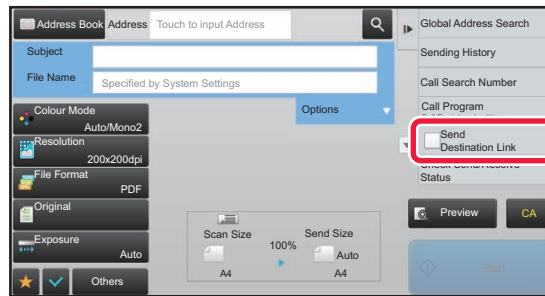 Address Book
Address
Touch to input Address
Subject
File Name
Specified by System Settings
Options
Colour Mode
Auto/Mono2
Resolution
200x200dpi
File Format
PDF
Original
Exposure
Auto
Others
Scan Size
A4
100%
Send Size
Auto
A4
Global Address Search
Sending History
Call Search Number
Call Program
Send
Destination Link
Check Send/Receive
Status
Preview
CA
Start